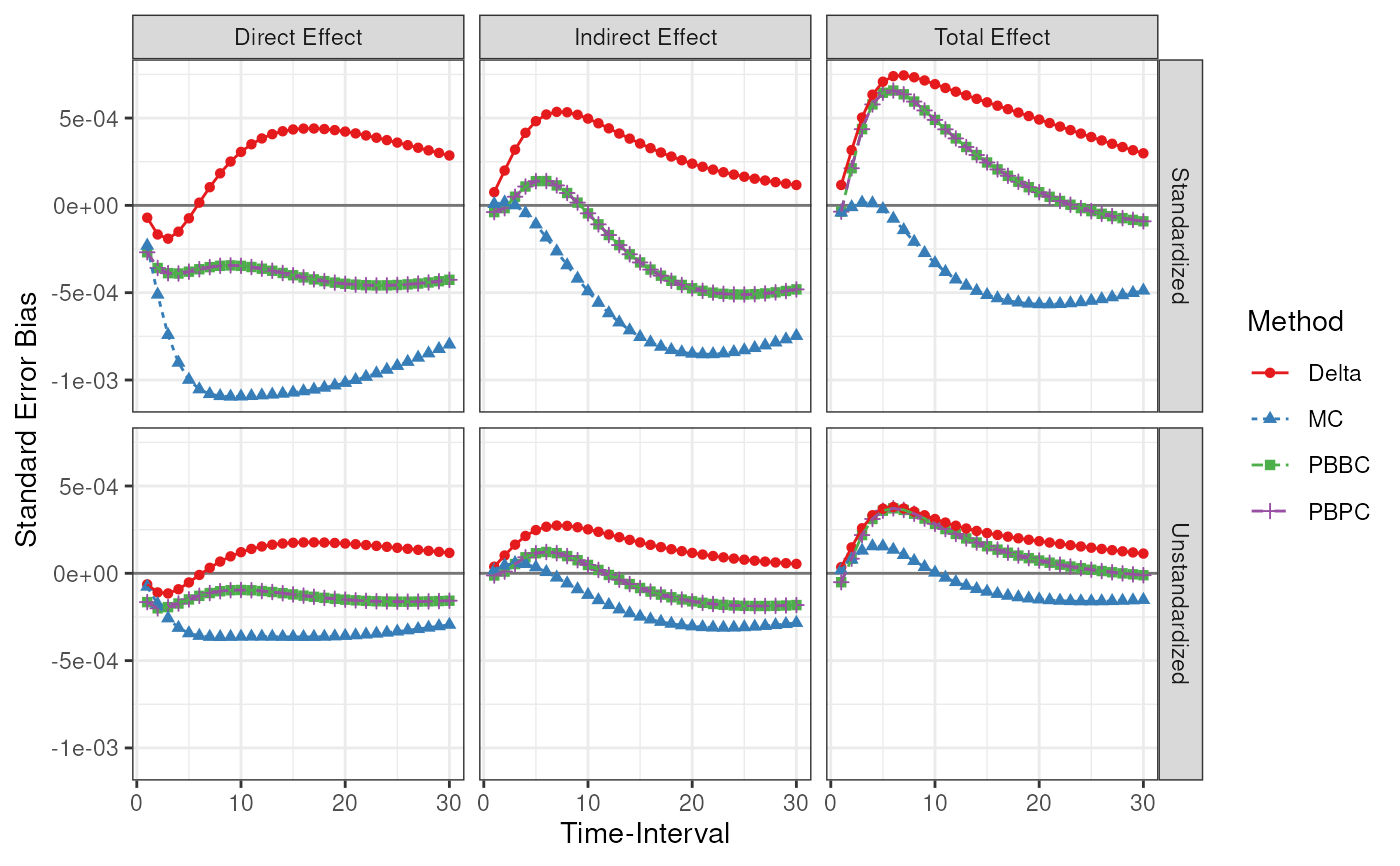 Direct Effect
Indirect Effect
Total Effect
Standardized
Unstandardized
5e-04
0e+00
-5e-04
-1e-03
5e-04
0e+00
-5e-04
-1e-03
0 10 20 30
0 10 20 30
0 10 20 30
Time-Interval
Standard Error Bias
Method
Delta
MC
PBBC
PBPC